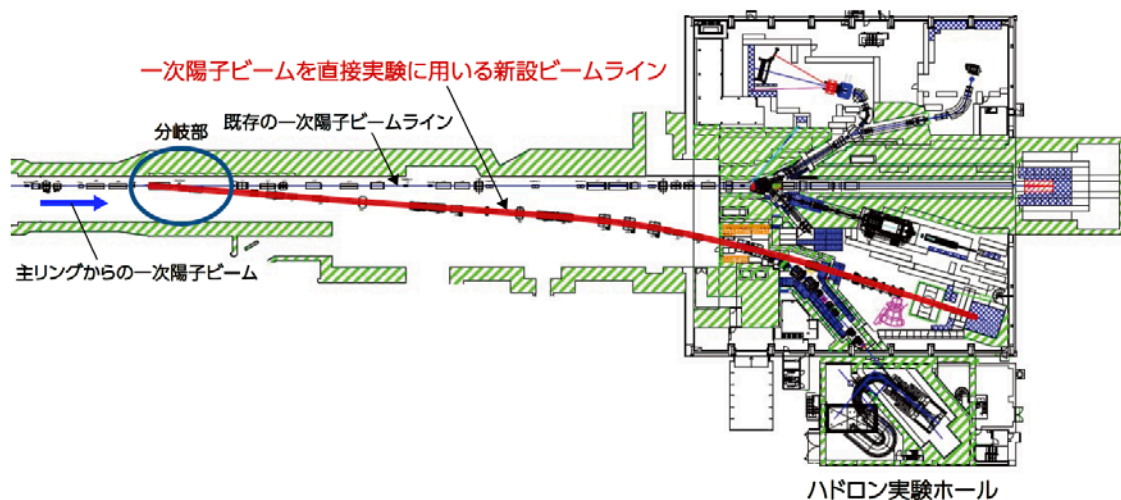 一次陽子ビームを直接実験に用いる新設ビームライン
分岐部
既存の一次陽子ビームライン
主リングからの一次陽子ビーム
ハドロン実験ホール